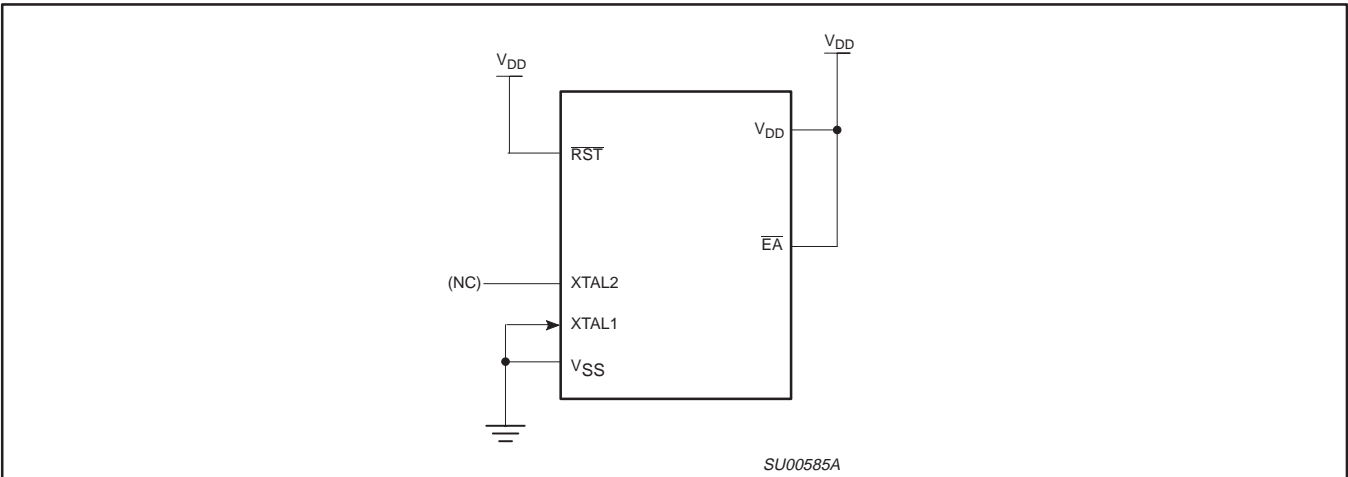 VDD
VDD
VDD
RST
EA
(NC)
XTAL2
XTAL1
VSS
SU00585A